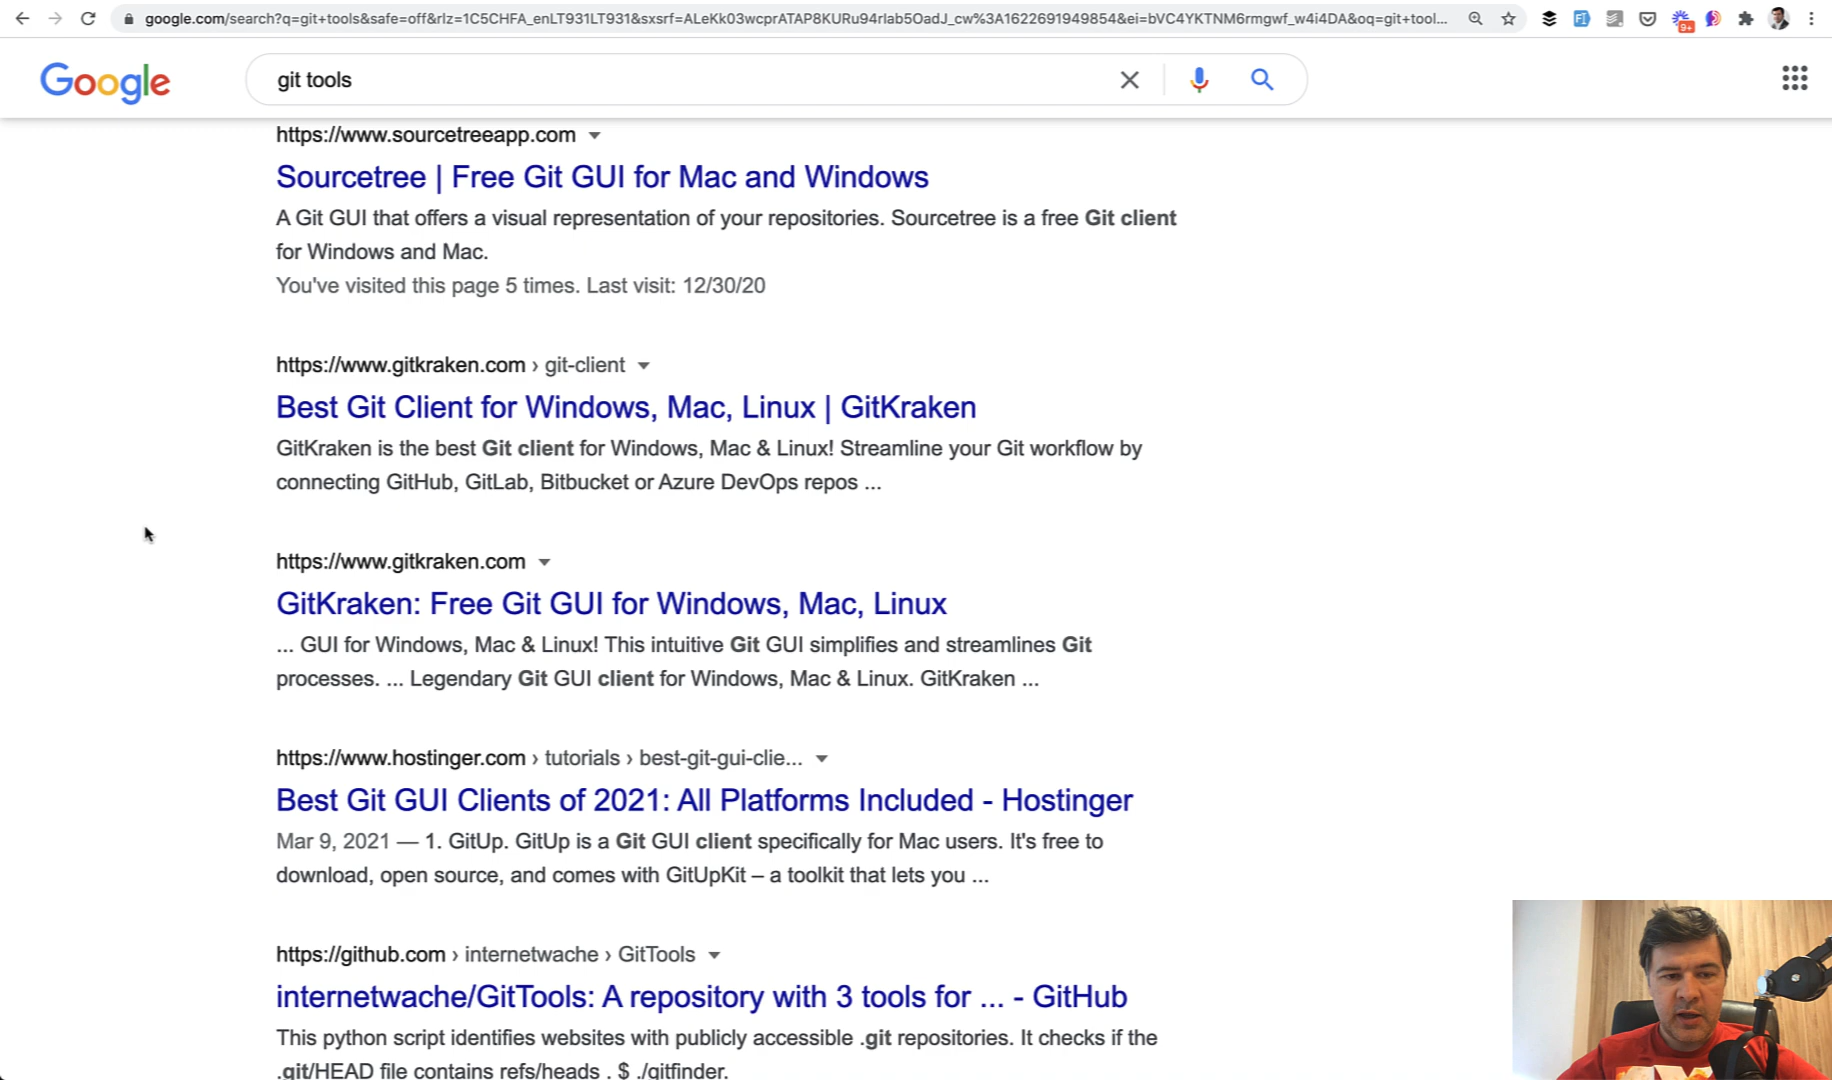 google.com/search?q=git+tools&safe=off&rlz=1C5CHFA_enLT931LT931&sxsrf=ALeKk03wcprATAP8KURu94rlab5OadJ_cw%3A1622691949854&ei=bVC4YKTNM6rmgwf_w4i4DA&oq=git+tool...
9+
Google
git tools
https://www.sourcetreeapp.com
Sourcetree | Free Git GUI for Mac and Windows
A Git GUI that offers a visual representation of your repositories. Sourcetree is a free Git client
for Windows and Mac.
You've visited this page 5 times. Last visit: 12/30/20
https://www.gitkraken.com › git-client
Best Git Client for Windows, Mac, Linux | GitKraken
GitKraken is the best Git client for Windows, Mac & Linux! Streamline your Git workflow by
connecting GitHub, GitLab, Bitbucket or Azure DevOps repos ...
https://www.gitkraken.com
GitKraken: Free Git GUI for Windows, Mac, Linux
... GUI for Windows, Mac & Linux! This intuitive Git GUI simplifies and streamlines Git
processes. ... Legendary Git GUI client for Windows, Mac & Linux. GitKraken ...
https://www.hostinger.com › tutorials › best-git-gui-clie...
Best Git GUI Clients of 2021: All Platforms Included - Hostinger
Mar 9, 2021 — 1. GitUp. GitUp is a Git GUI client specifically for Mac users. It's free to
download, open source, and comes with GitUpKit – a toolkit that lets you ...
https://github.com › internetwache › GitTools
internetwache/GitTools: A repository with 3 tools for ... - GitHub
This python script identifies websites with publicly accessible .git repositories. It checks if the
.git/HEAD file contains refs/heads . $ ./gitfinder.